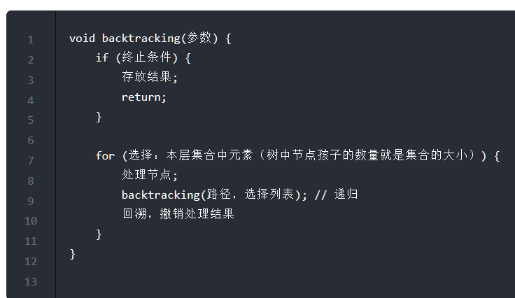 1 void backtracking(参数) {
2     if (终止条件) {
3         存放结果;
4         return;
5     }
6
7     for (选择：本层集合中元素（树中节点孩子的数量就是集合的大小）) {
8         处理节点;
9         backtracking(路径，选择列表); // 递归
10         回溯，撤销处理结果
11     }
12 }
13